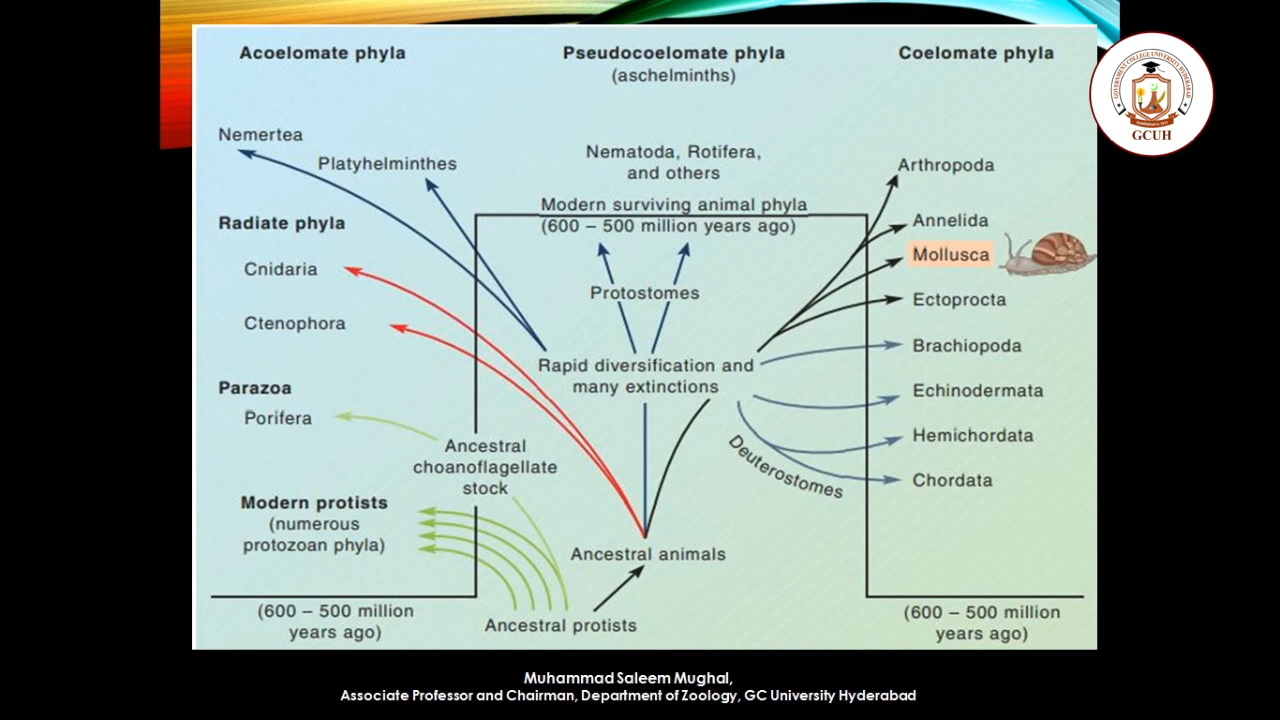 Acoelomate phyla
Pseudocoelomate phyla
(aschelminths)
Coelomate phyla
GCUH
Nemertea
Platyhelminthes
Nematoda, Rotifera,
and others
Modern surviving animal phyla
(600 – 500 million years ago)
Arthropoda
Annelida
Mollusca
Ectoprocta
Brachiopoda
Echinodermata
Hemichordata
Chordata
Radiate phyla
Cnidaria
Ctenophora
Protostomes
Rapid diversification and
many extinctions
Parazoa
Porifera
Ancestral
choanoflagellate
stock
Deuterostomes
Modern protists
(numerous
protozoan phyla)
Ancestral animals
(600 – 500 million
years ago)
Ancestral protists
(600 – 500 million
years ago)
Muhammad Saleem Mughal,
Associate Professor and Chairman, Department of Zoology, GC University Hyderabad